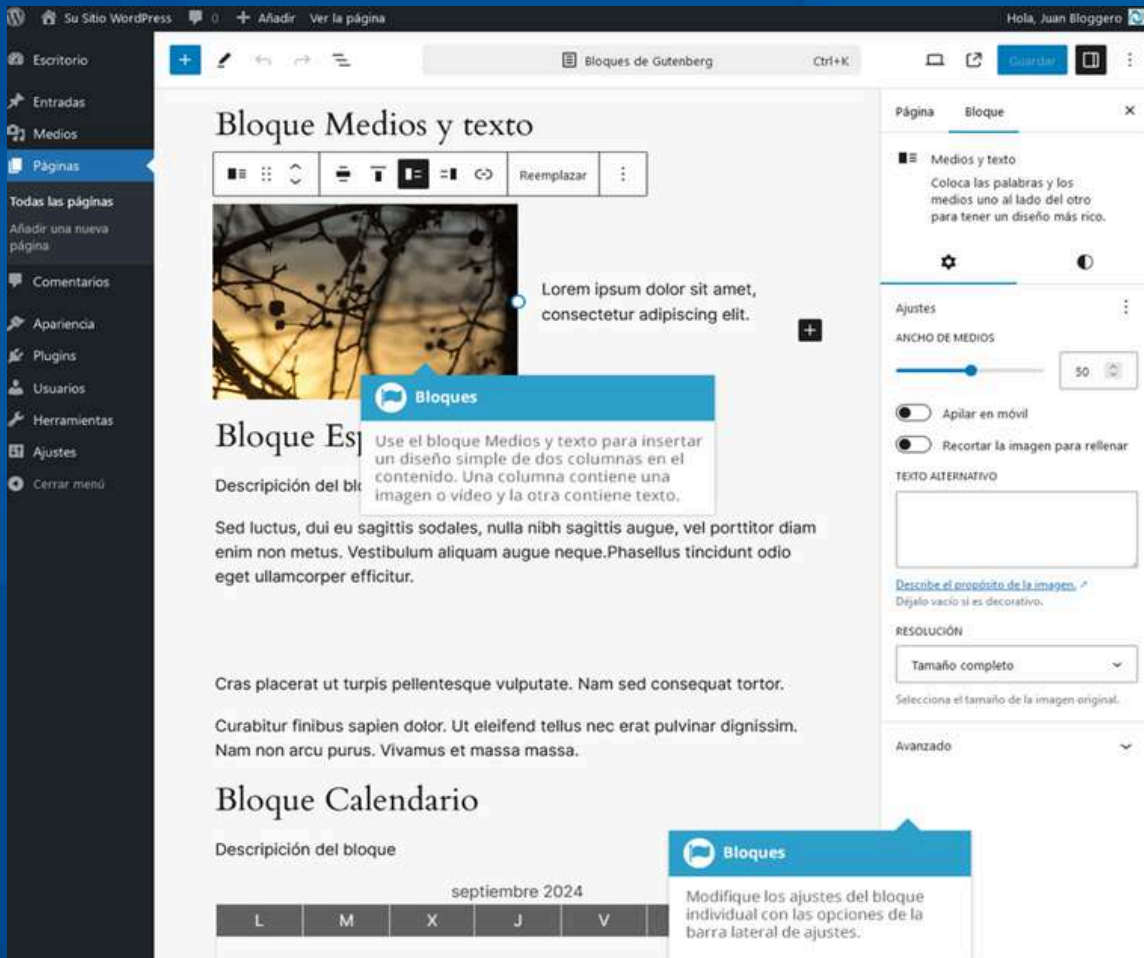 Su Sitio WordPress 0 Añadir Ver la página Hola, Juan Bloggero
Escritorio
Entradas
Medios
Páginas
Todas las páginas
Añadir una nueva
página
Comentarios
Apariencia
Plugins
Usuarios
Herramientas
Ajustes
Cerrar menú
Bloques de Gutenberg Ctrl+K
Guardar
Bloque Medios y texto
Reemplazar
Lorem ipsum dolor sit amet,
consectetur adipiscing elit.
Bloques
Use el bloque Medios y texto para insertar
un diseño simple de dos columnas en el
contenido. Una columna contiene una
imagen o vídeo y la otra contiene texto.
Bloque Es
Descripición del
Sed luctus, dui eu sagittis sodales, nulla nibh sagittis augue, vel porttitor diam
enim non metus. Vestibulum aliquam augue neque.Phasellus tincidunt odio
eget ullamcorper efficitur.
Cras placerat ut turpis pellentesque vulputate. Nam sed consequat tortor.
Curabitur finibus sapien dolor. Ut eleifend tellus nec erat pulvinar dignissim.
Nam non arcu purus. Vivamus et massa massa.
Bloque Calendario
Descripición del bloque
septiembre 2024
L M X J V
Página Bloque
Medios y texto
Coloca las palabras y los
medios uno al lado del otro
para tener un diseño más rico.
Ajustes
ANCHO DE MEDIOS
50
Apilar en móvil
Recortar la imagen para rellenar
TEXTO ALTERNATIVO
Describe el propósito de la imagen.
Déjalo vacío si es decorativo.
RESOLUCIÓN
Tamaño completo
Selecciona el tamaño de la imagen original.
Avanzado
Bloques
Modifique los ajustes del bloque
individual con las opciones de la
barra lateral de ajustes.